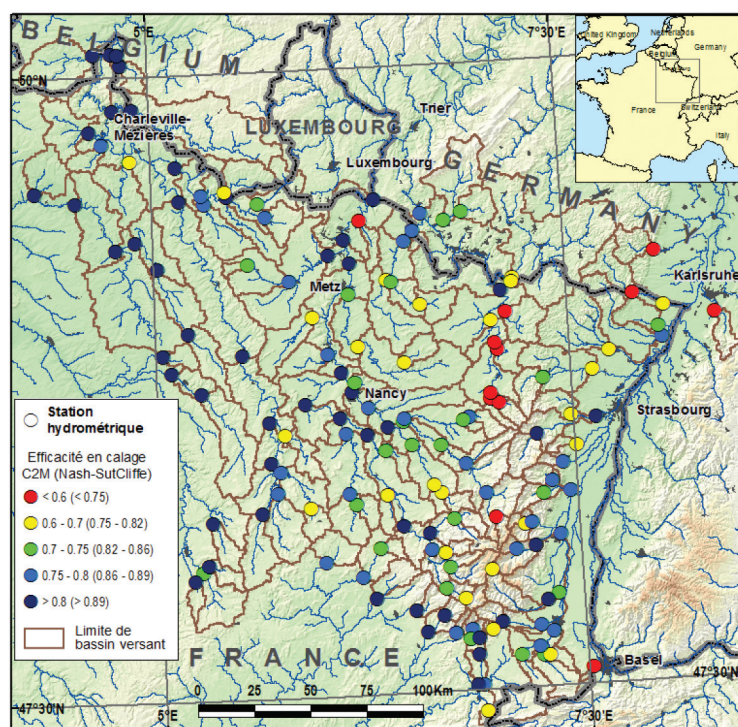 BELGIUM
5°E
7°30'E
50°N
Charleville-
Mezières
LUXEMBOURG
Trier
Luxembourg
GERMANY
United Kingdom
Netherlands
Belgium
Germany
France
Switzerland
Italy
Karlsruhe
Metz
Nancy
Strasbourg
Station
hydrométrique
Efficacité en calage
C2M (Nash-SutCliffe)
< 0.6 (< 0.75)
0.6 - 0.7 (0.75 - 0.82)
0.7 - 0.75 (0.82 - 0.86)
0.75 - 0.8 (0.86 - 0.89)
> 0.8 (> 0.89)
Limite de
bassin versant
FRANCE
Basel
47°30'N
47°30'N
0 25 50 100 Km
5°E
7°30'E